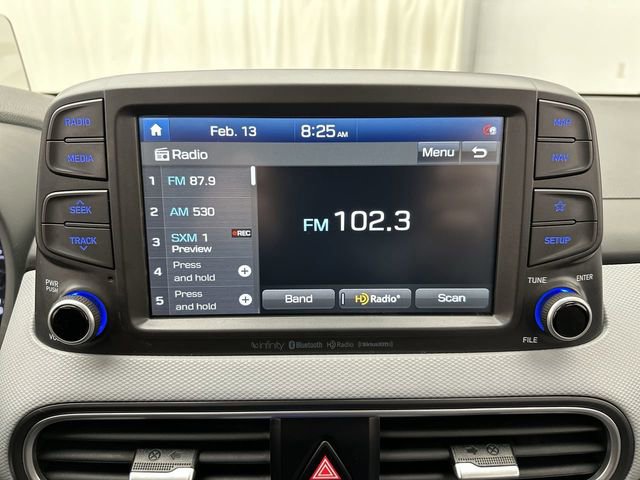 RADIO
MEDIA
SEEK
TRACK
PWR
PUSH
Feb. 13 8:25 AM
Radio Menu
1 FM 87.9
2 AM 530
3 SXM 1 REC
Preview
4 Press
and hold
5 Press
and hold
FM 102.3
Band HD Radio® Scan
MAP
NAV
SETUP
TUNE ENTER
FILE
infinity Bluetooth HD Radio ((SiriusXM))